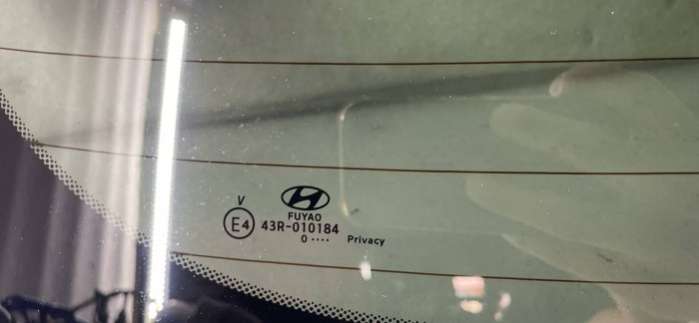 V
FUYAO
E4 43R-010184
0 ···· Privacy